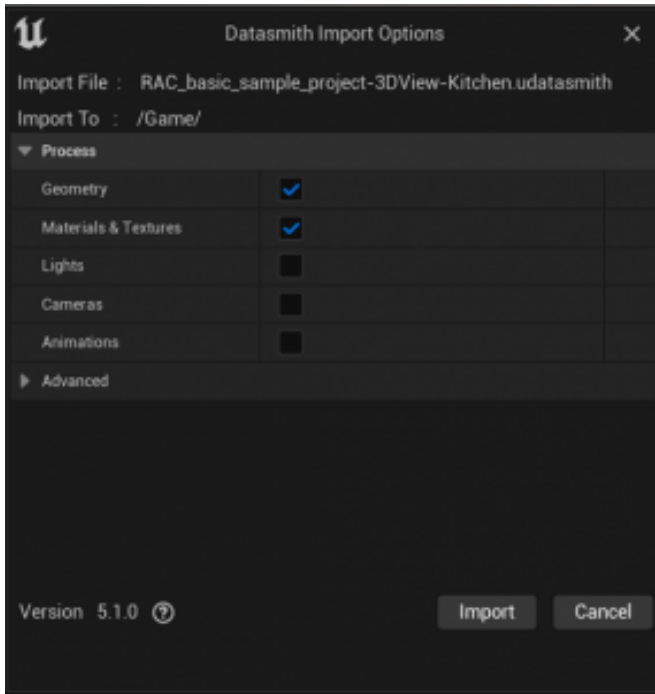 Datasmith Import Options
Import File : RAC_basic_sample_project-3DView-Kitchen.udatasmith
Import To : /Game/
Process
Geometry
Materials & Textures
Lights
Cameras
Animations
Advanced
Version 5.1.0
Import Cancel